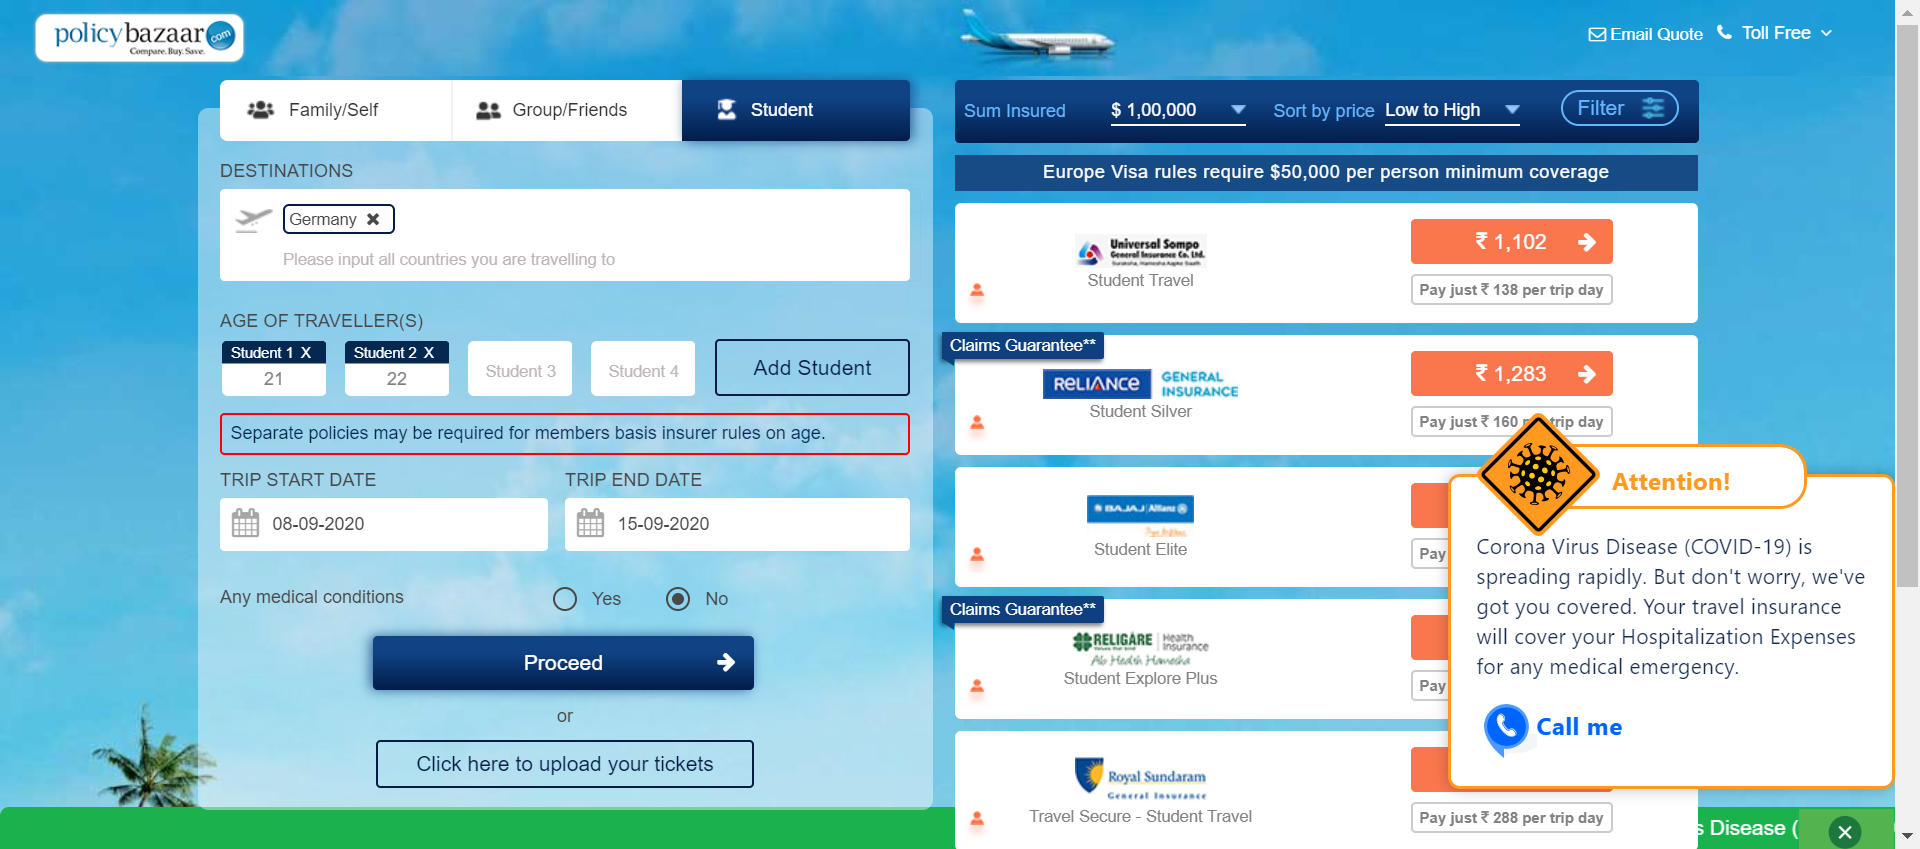 policybazaar.com
Compare. Buy. Save.
Email Quote
Toll Free
Family/Self
Group/Friends
Student
DESTINATIONS
Germany ✖
Please input all countries you are travelling to
AGE OF TRAVELLER(S)
Student 1 X
21
Student 2 X
22
Student 3
Student 4
Add Student
Separate policies may be required for members basis insurer rules on age.
TRIP START DATE
TRIP END DATE
08-09-2020
15-09-2020
Any medical conditions
Yes
No
Proceed
or
Click here to upload your tickets
Sum Insured
$ 1,00,000
Sort by price
Low to High
Filter
Europe Visa rules require $50,000 per person minimum coverage
Universal Sompo
General Insurance Co. Ltd.
Suraksha, Hamesha Aapke Saath
Student Travel
₹ 1,102
Pay just ₹ 138 per trip day
Claims Guarantee**
RELIANCE GENERAL
INSURANCE
Student Silver
₹ 1,283
Pay just ₹ 160 per trip day
BAJAJ Allianz
Student Elite
Pay
Claims Guarantee**
RELIGARE Health
Insurance
Values that bind
Ab Health Hamesha
Student Explore Plus
Pay
Royal Sundaram
General Insurance
Travel Secure - Student Travel
Pay just ₹ 288 per trip day
Attention!
Corona Virus Disease (COVID-19) is
spreading rapidly. But don't worry, we've
got you covered. Your travel insurance
will cover your Hospitalization Expenses
for any medical emergency.
Call me
s Disease (